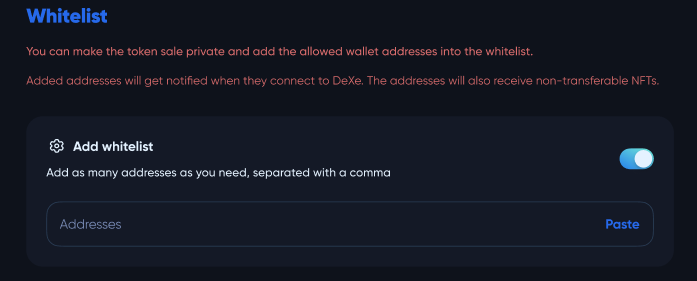 Whitelist
You can make the token sale private and add the allowed wallet addresses into the whitelist.
Added addresses will get notified when they connect to DeXe. The addresses will also receive non-transferable NFTs.
Add whitelist
Add as many addresses as you need, separated with a comma
Addresses Paste